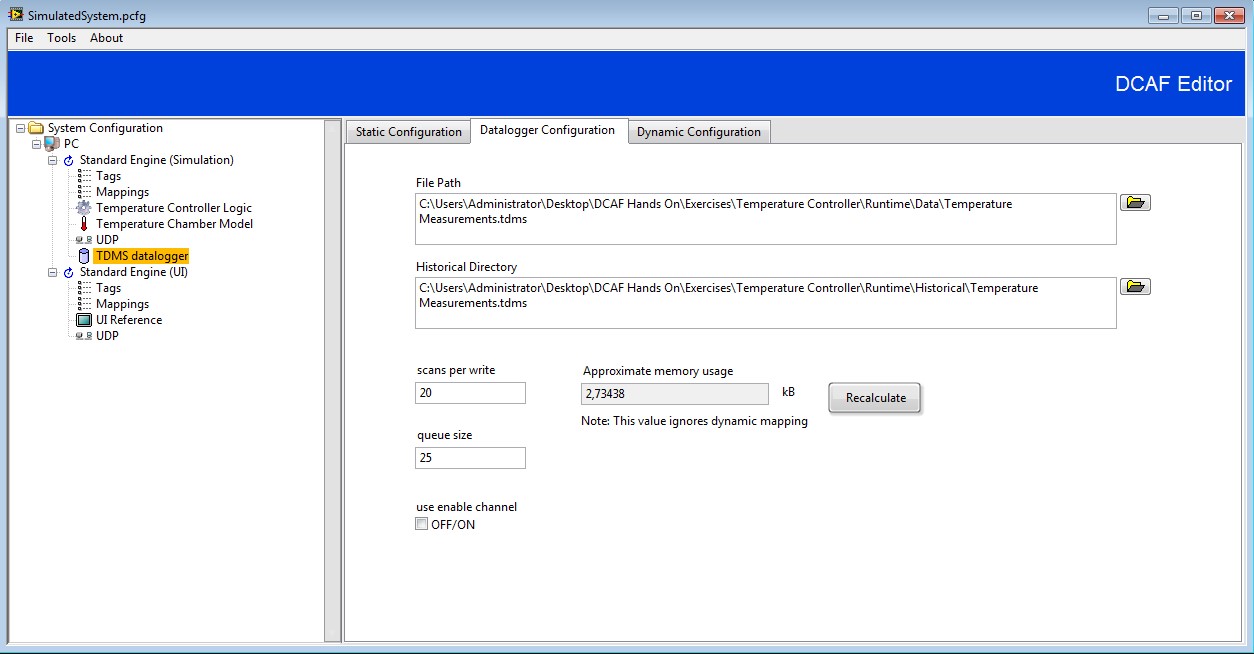 SimulatedSystem.pcfg
File Tools About
DCAF Editor
System Configuration
PC
Standard Engine (Simulation)
Tags
Mappings
Temperature Controller Logic
Temperature Chamber Model
UDP
TDMS datalogger
Standard Engine (UI)
Tags
Mappings
UI Reference
UDP
Static Configuration
Datalogger Configuration
Dynamic Configuration
File Path
C:\Users\Administrator\Desktop\DCAF Hands On\Exercises\Temperature Controller\Runtime\Data\Temperature
Measurements.tdms
Historical Directory
C:\Users\Administrator\Desktop\DCAF Hands On\Exercises\Temperature Controller\Runtime\Historical\Temperature
Measurements.tdms
scans per write
20
Approximate memory usage
2,73438
kB
Recalculate
Note: This value ignores dynamic mapping
queue size
25
use enable channel
OFF/ON